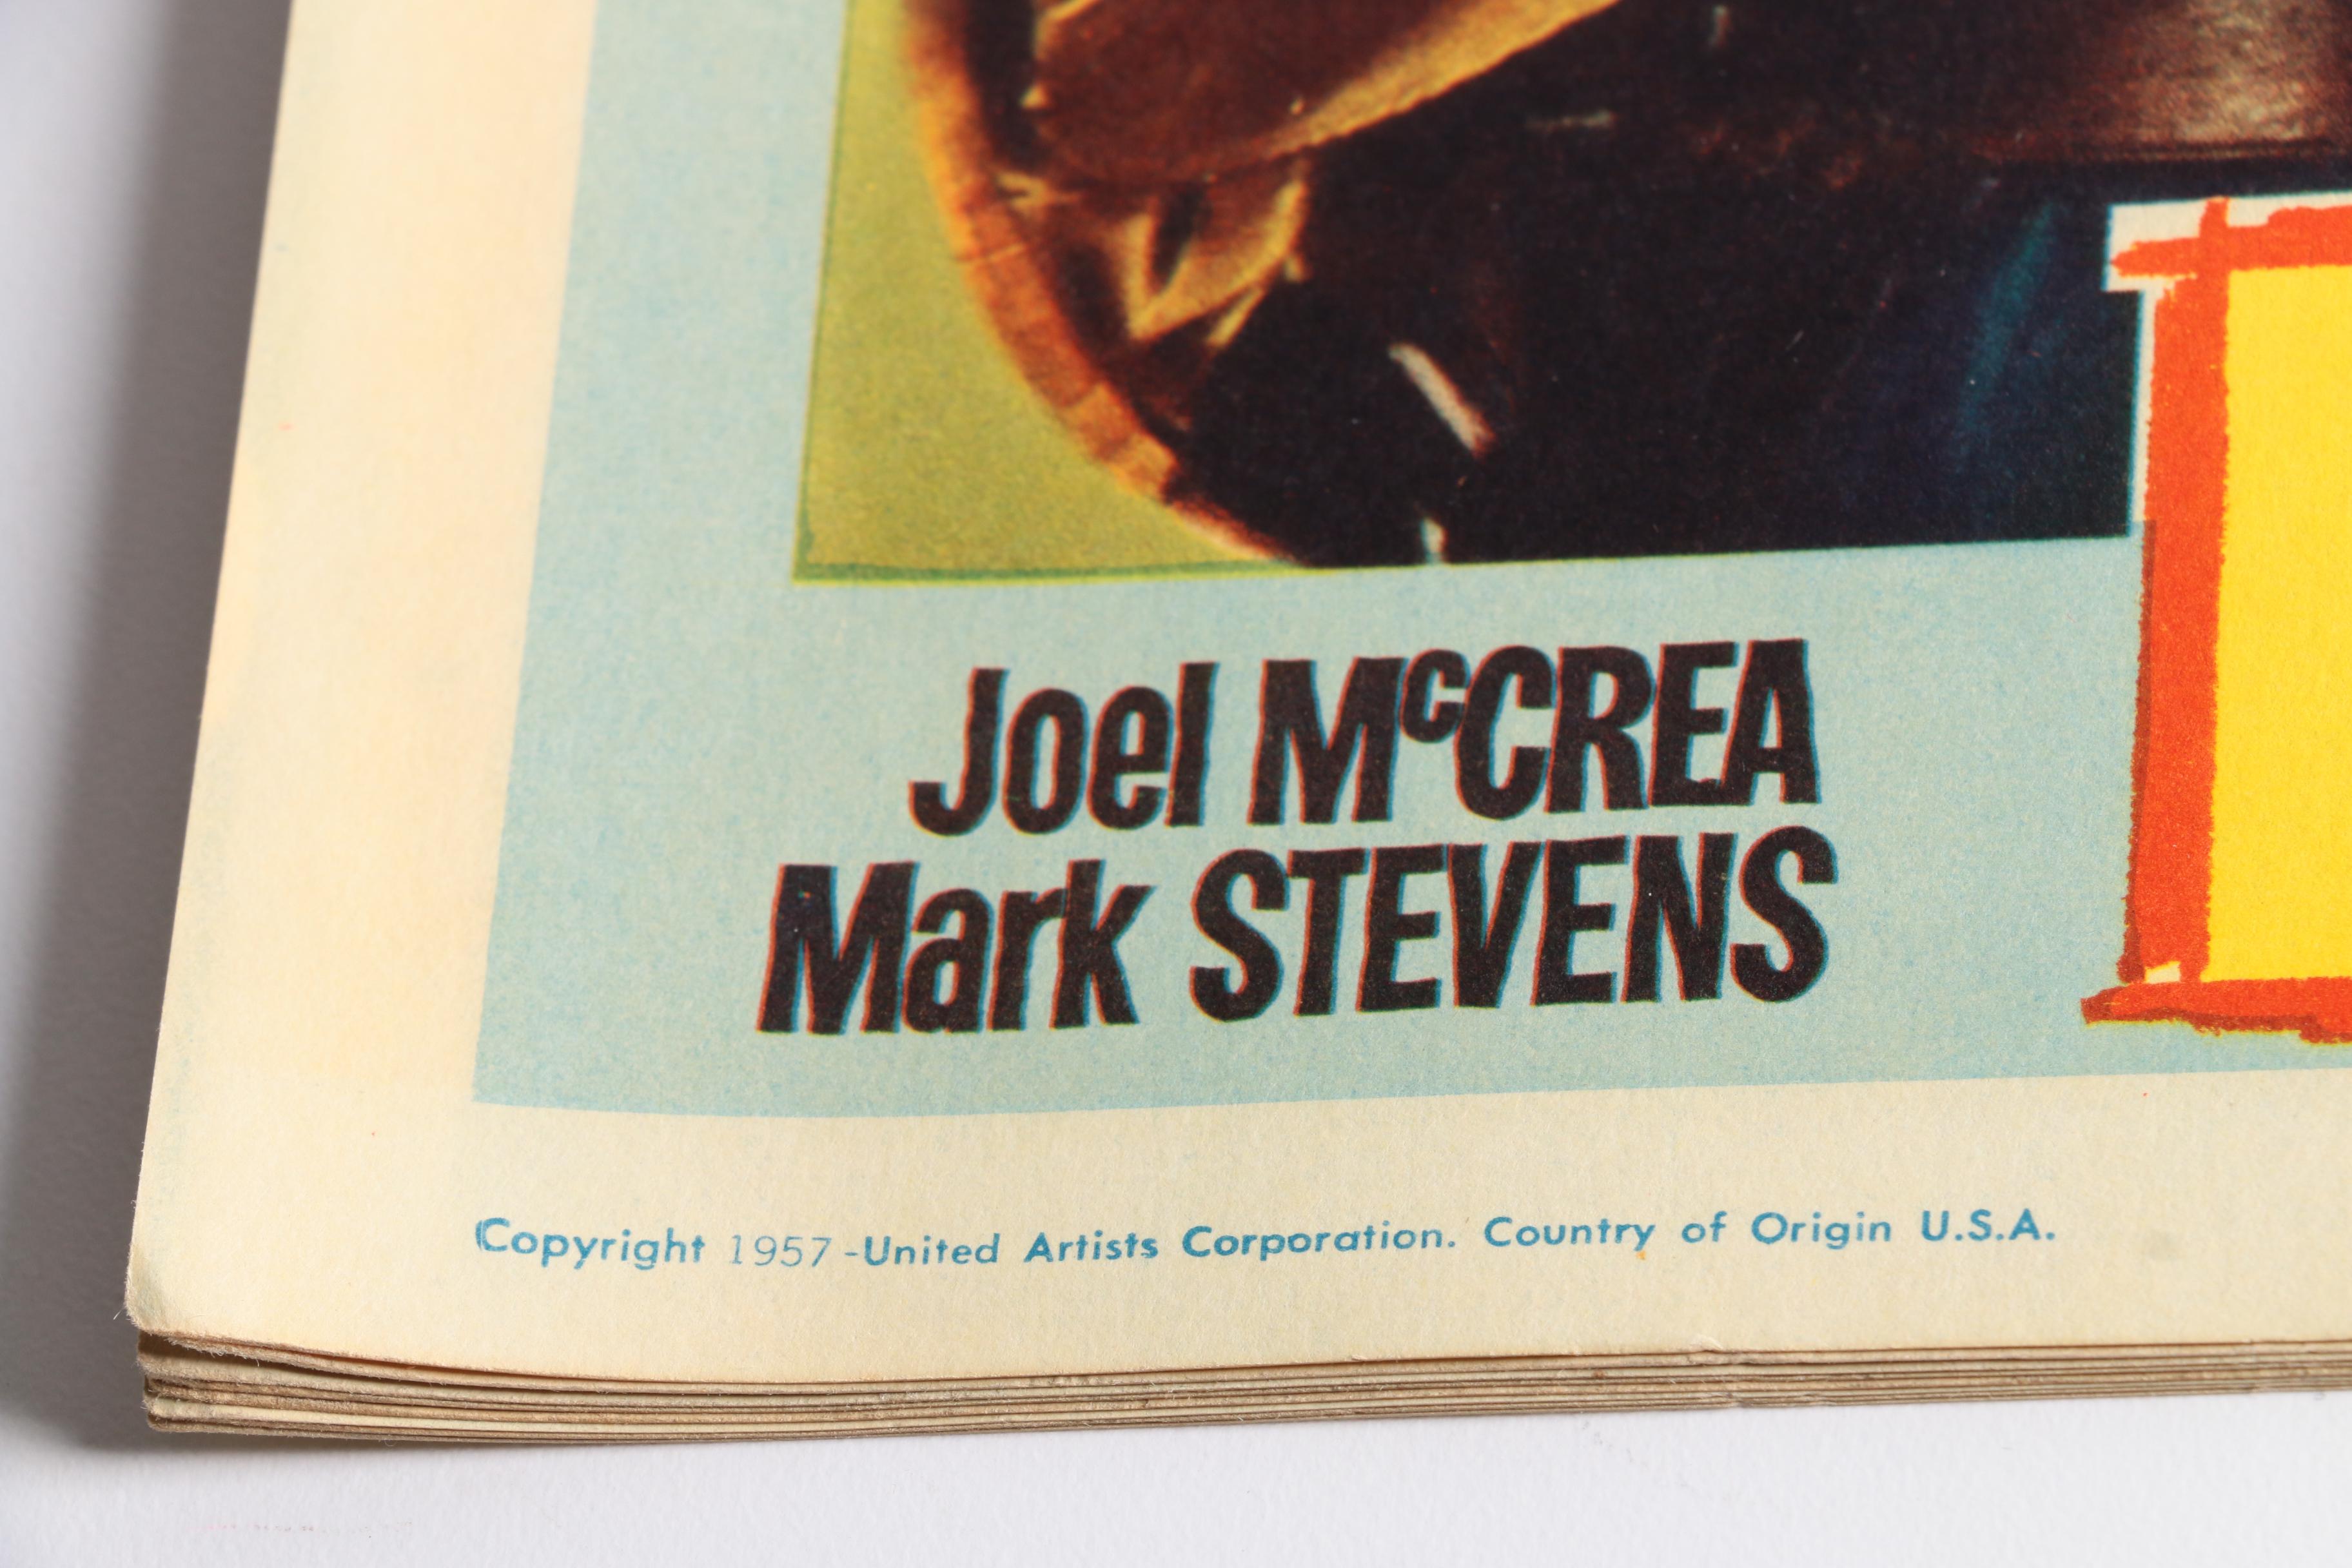 Joel McCREA
Mark STEVENS
Copyright 1957-United Artists Corporation. Country of Origin U.S.A.